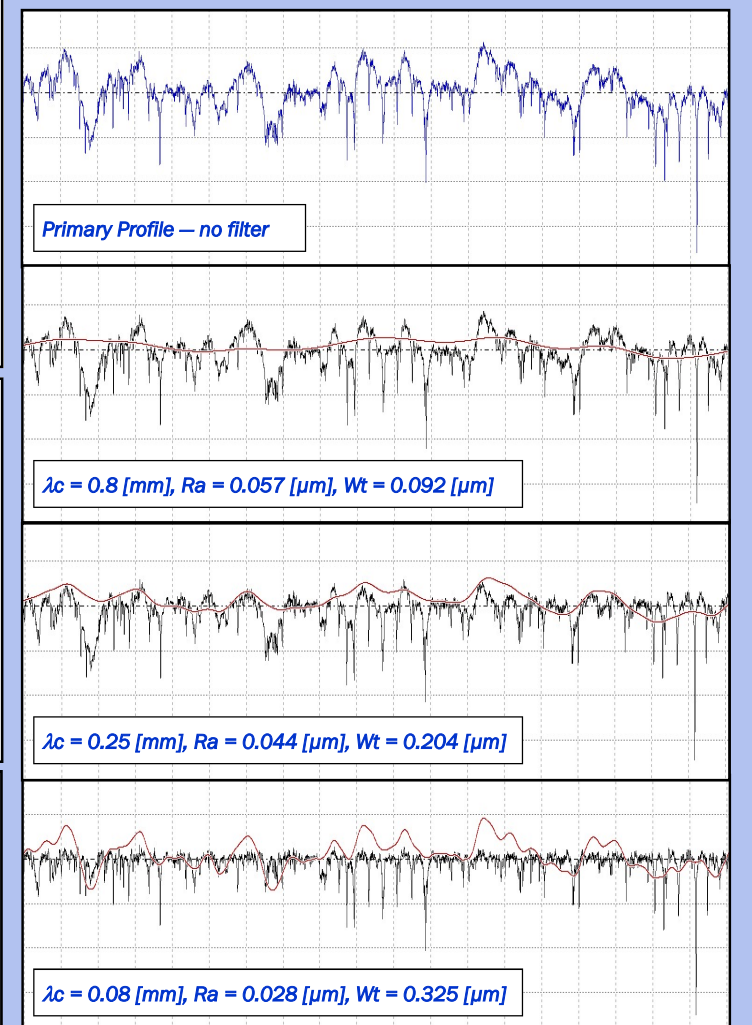 Primary Profile — no filter
λc = 0.8 [mm], Ra = 0.057 [µm], Wt = 0.092 [µm]
λc = 0.25 [mm], Ra = 0.044 [µm], Wt = 0.204 [µm]
λc = 0.08 [mm], Ra = 0.028 [µm], Wt = 0.325 [µm]